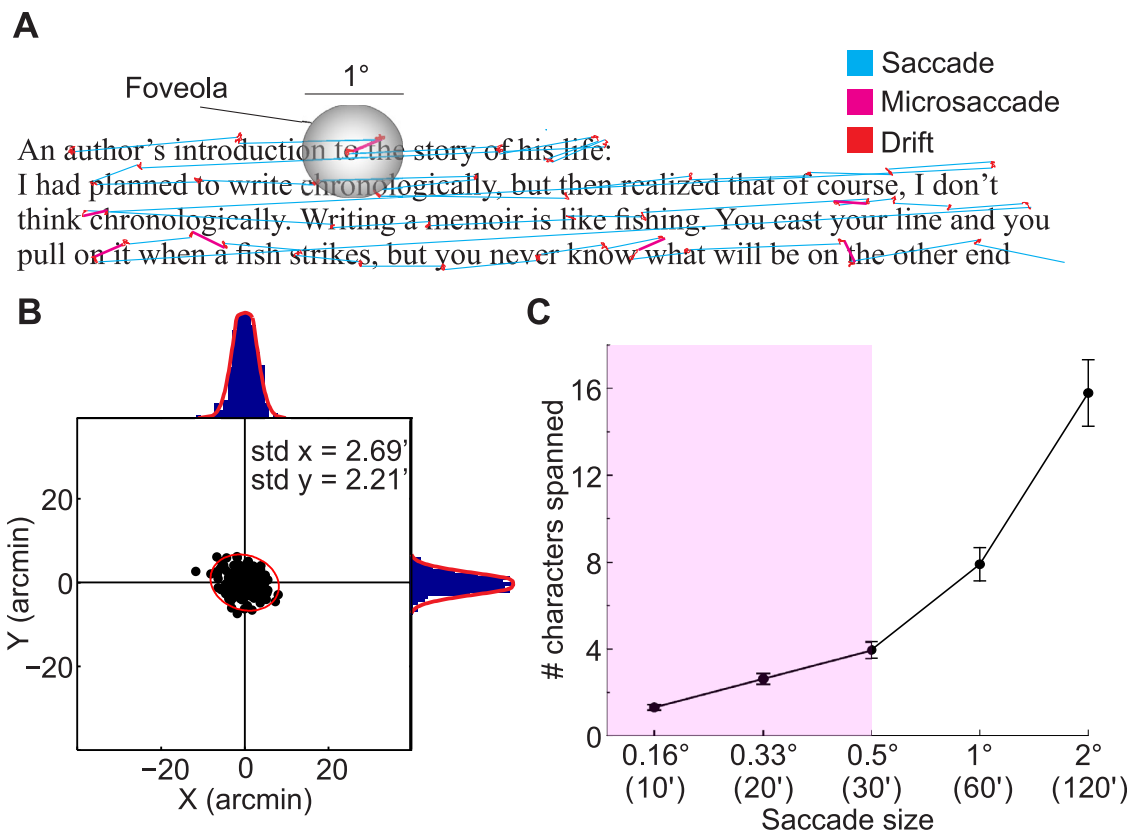 A
1°
Foveola
Saccade
Microsaccade
Drift
An author's introduction to the story of his life:
I had planned to write chronologically, but then realized that of course, I don't
think chronologically. Writing a memoir is like fishing. You cast your line and you
pull on it when a fish strikes, but you never know what will be on the other end
B
std x = 2.69'
std y = 2.21'
20
0
−20
Y (arcmin)
−20 0 20
X (arcmin)
C
# characters spanned
16
12
8
4
0
0.16° 0.33° 0.5° 1° 2°
(10') (20') (30') (60') (120')
Saccade size